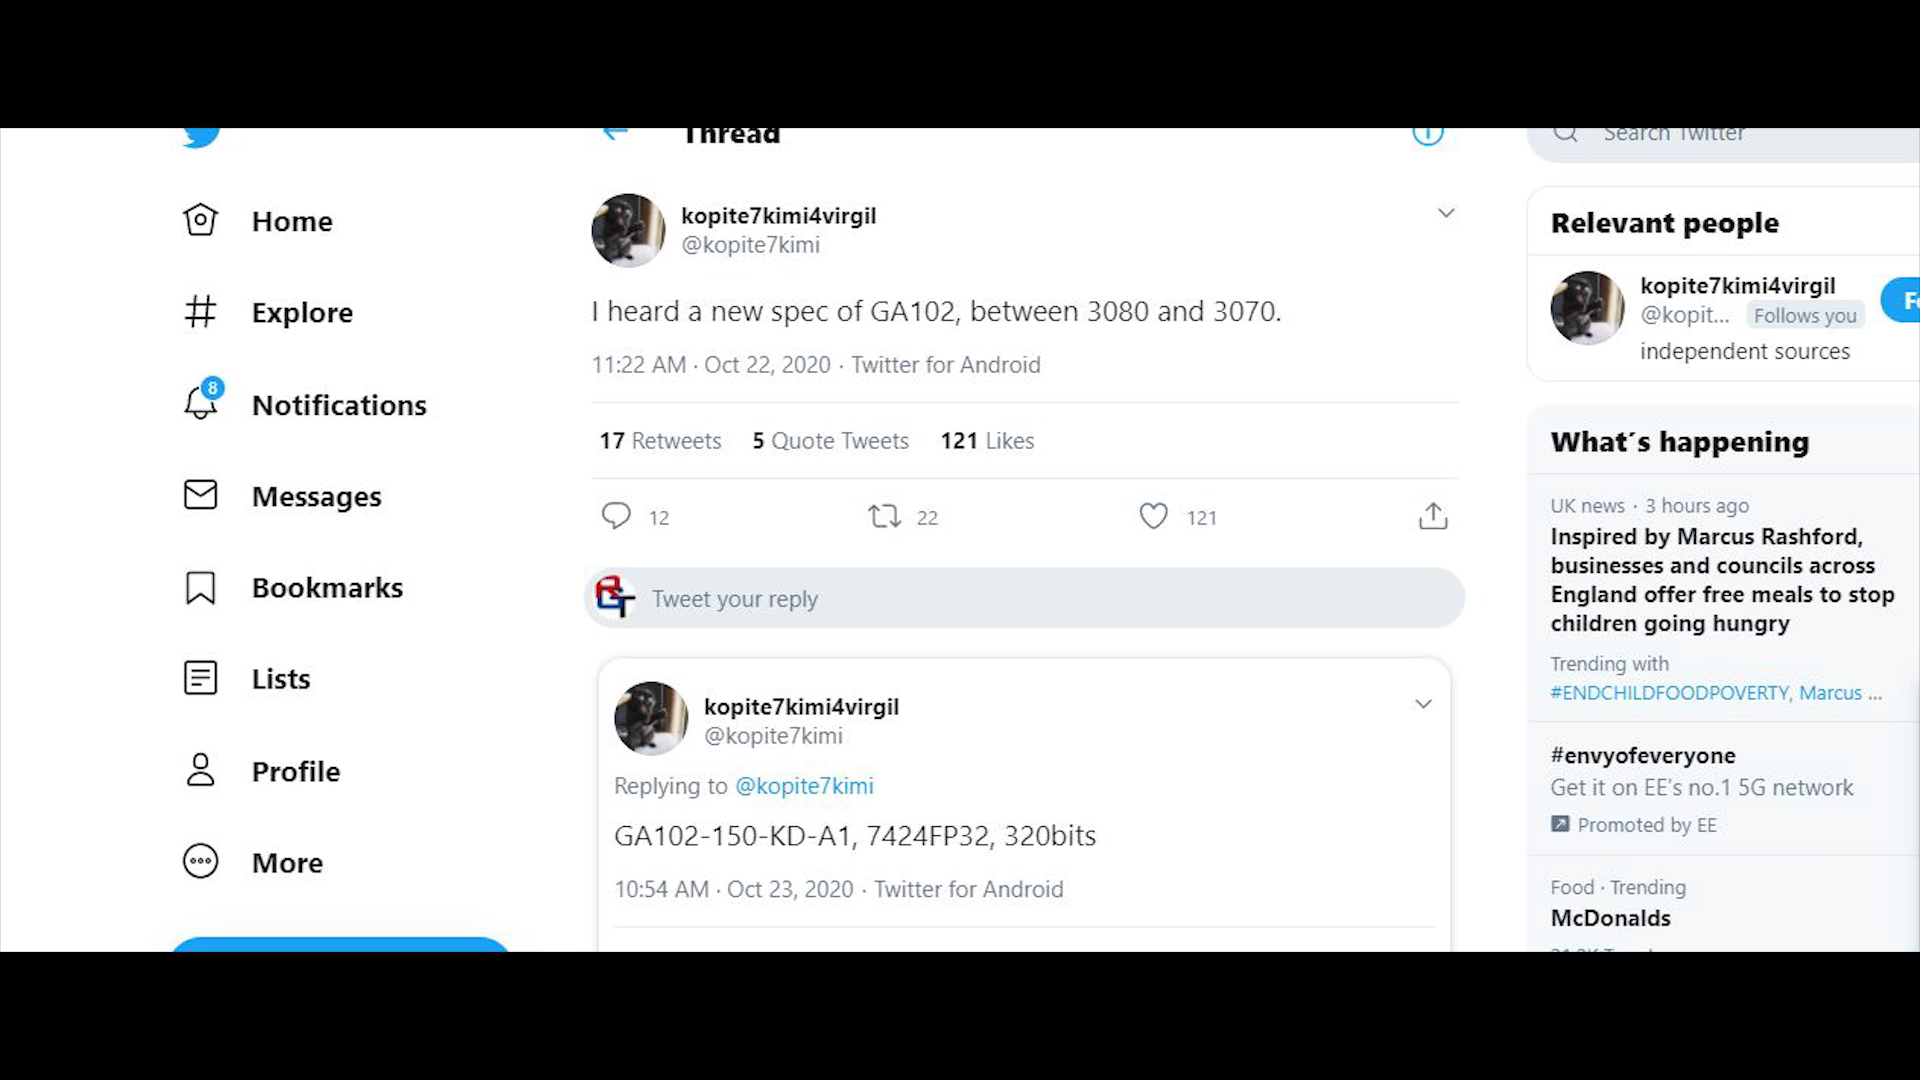 Thread
Search Twitter
Home
Explore
8
Notifications
Messages
Bookmarks
Lists
Profile
More
kopite7kimi4virgil
@kopite7kimi
I heard a new spec of GA102, between 3080 and 3070.
11:22 AM · Oct 22, 2020 · Twitter for Android
17 Retweets 5 Quote Tweets 121 Likes
12 22 121
Tweet your reply
kopite7kimi4virgil
@kopite7kimi
Replying to @kopite7kimi
GA102-150-KD-A1, 7424FP32, 320bits
10:54 AM · Oct 23, 2020 · Twitter for Android
Relevant people
kopite7kimi4virgil
@kopit... Follows you
independent sources
What´s happening
UK news · 3 hours ago
Inspired by Marcus Rashford,
businesses and councils across
England offer free meals to stop
children going hungry
Trending with
#ENDCHILDFOODPOVERTY, Marcus ...
#envyofeveryone
Get it on EE's no.1 5G network
Promoted by EE
Food · Trending
McDonalds